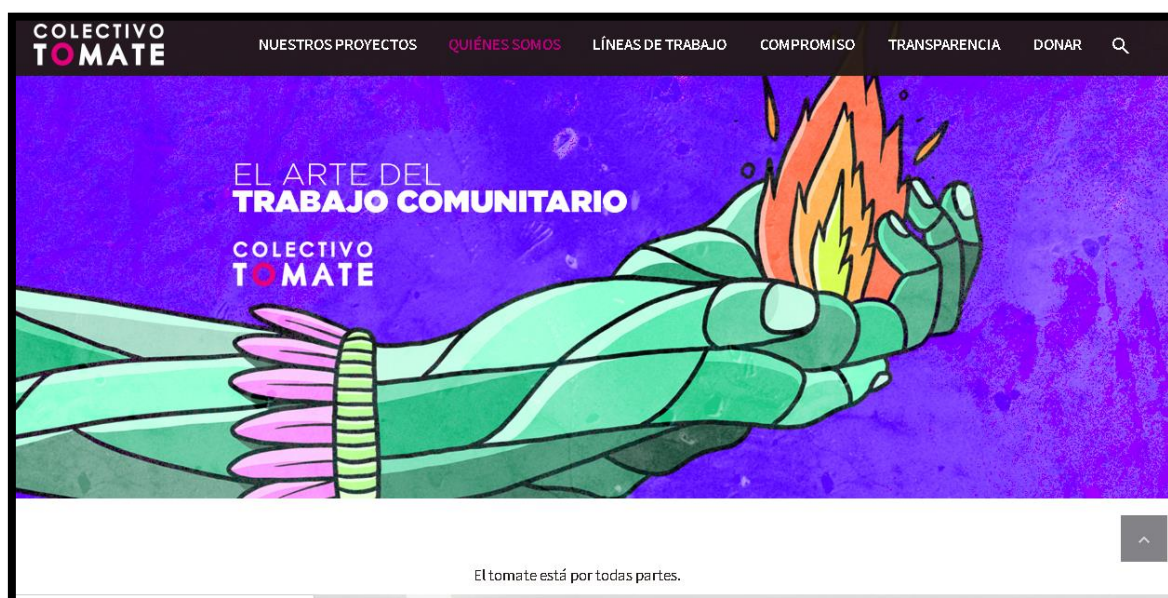 COLECTIVO
TOMATE
NUESTROS PROYECTOS QUIÉNES SOMOS LÍNEAS DE TRABAJO COMPROMISO TRANSPARENCIA DONAR
EL ARTE DEL
TRABAJO COMUNITARIO
COLECTIVO
TOMATE
El tomate está por todas partes.